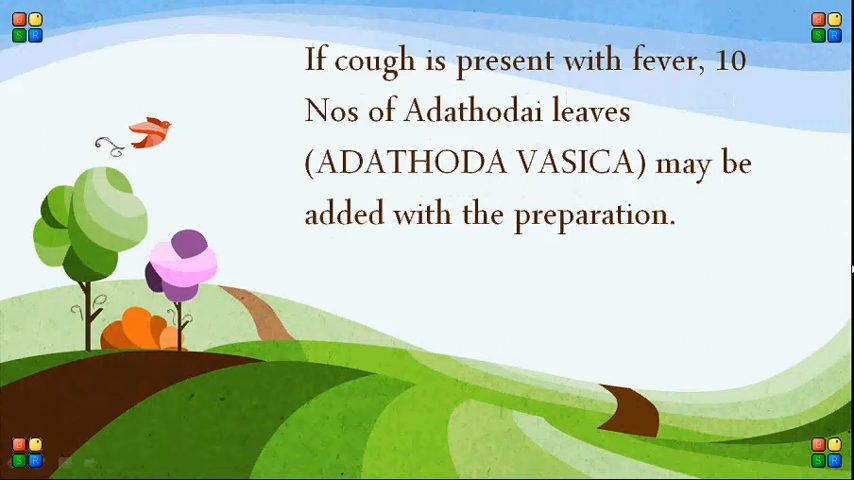 If cough is present with fever, 10
Nos of Adathodai leaves
(ADATHODA VASICA) may be
added with the preparation.